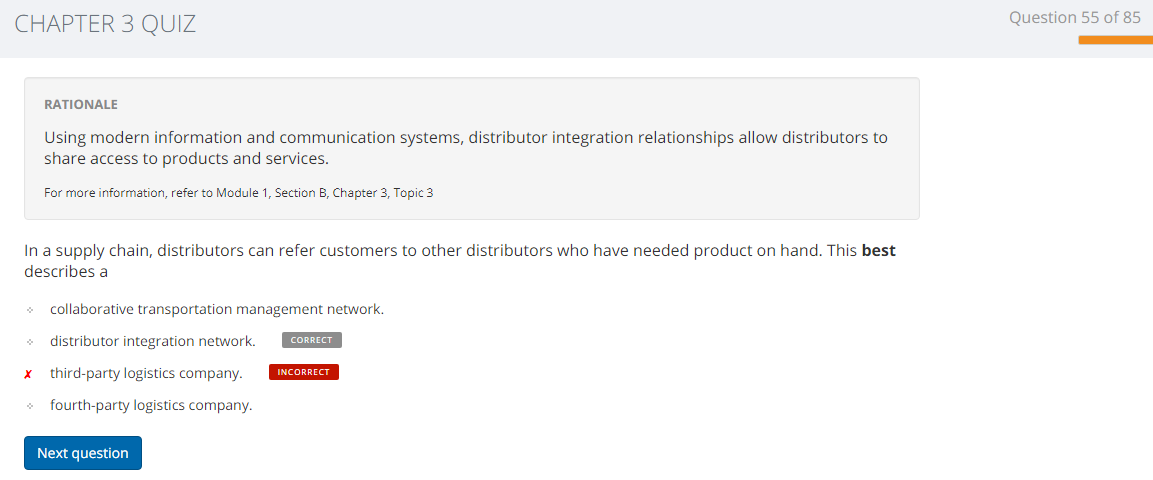 CHAPTER 3 QUIZ
Question 55 of 85
RATIONALE
Using modern information and communication systems, distributor integration relationships allow distributors to
share access to products and services.
For more information, refer to Module 1, Section B, Chapter 3, Topic 3
In a supply chain, distributors can refer customers to other distributors who have needed product on hand. This best
describes a
collaborative transportation management network.
distributor integration network. CORRECT
✗ third-party logistics company. INCORRECT
fourth-party logistics company.
Next question